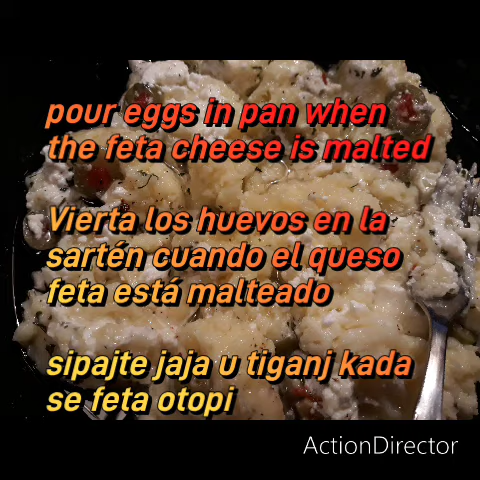 pour eggs in pan when
the feta cheese is malted
Vierta los huevos en la
sartén cuando el queso
feta está malteado
sipajte jaja u tiganj kada
se feta otopi
ActionDirector